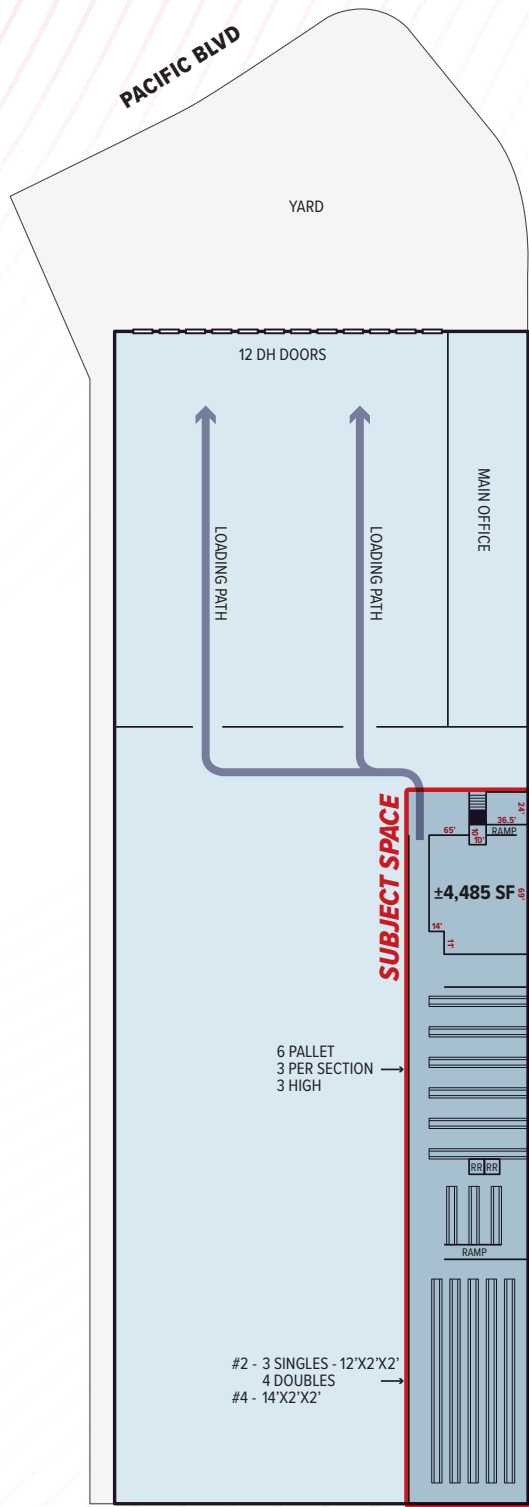 PACIFIC BLVD
YARD
12 DH DOORS
MAIN OFFICE
LOADING PATH
LOADING PATH
SUBJECT SPACE
24'
36.5'
65'
10'
10'
RAMP
±4,485 SF
69'
14'
11'
6 PALLET
3 PER SECTION
3 HIGH
RR RR
RAMP
#2 - 3 SINGLES - 12'X2'X2'
4 DOUBLES
#4 - 14'X2'X2'